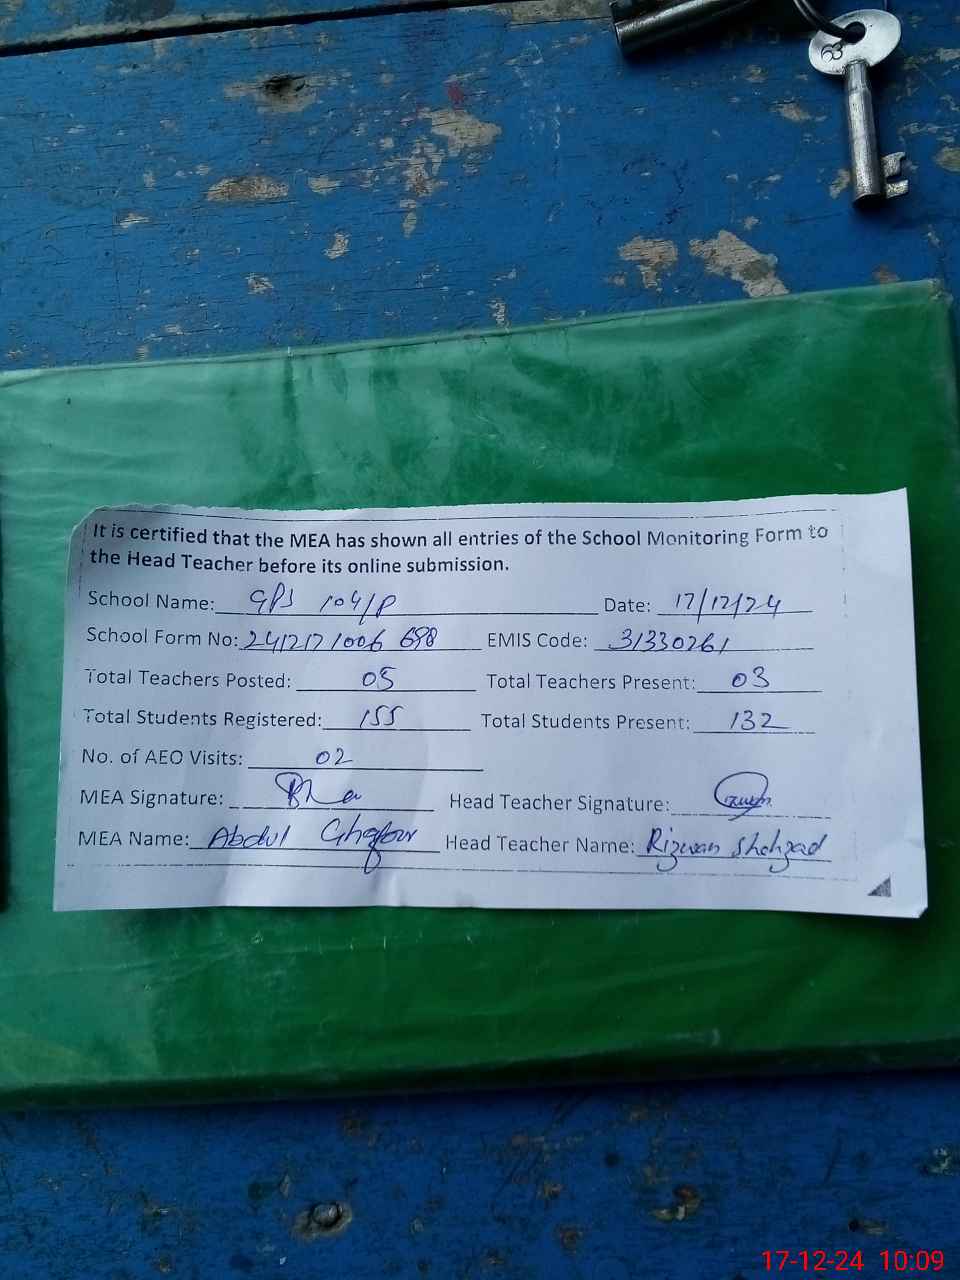 63
It is certified that the MEA has shown all entries of the School Monitoring Form to
the Head Teacher before its online submission.
School Name: GPS 104/P Date: 17/12/24
School Form No: 2412171006 698 EMIS Code: 31330261
Total Teachers Posted: 05 Total Teachers Present: 03
Total Students Registered: 155 Total Students Present: 132
No. of AEO Visits: 02
MEA Signature: Head Teacher Signature:
MEA Name: Abdul Ghafoor Head Teacher Name: Rizwan Shahzad
17-12-24 10:09